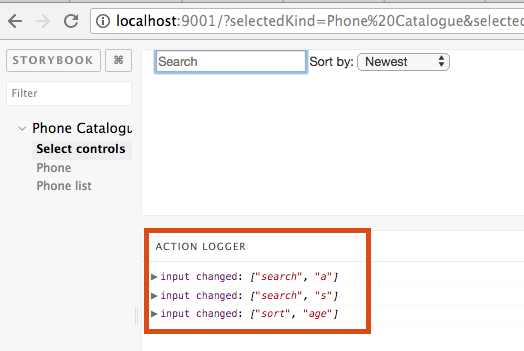 localhost:9001/?selectedKind=Phone%20Catalogue&selected
STORYBOOK ⌘
Filter
Phone Catalogu
Select controls
Phone
Phone list
Search Sort by: Newest
ACTION LOGGER
input changed: ["search", "a"]
input changed: ["search", "s"]
input changed: ["sort", "age"]